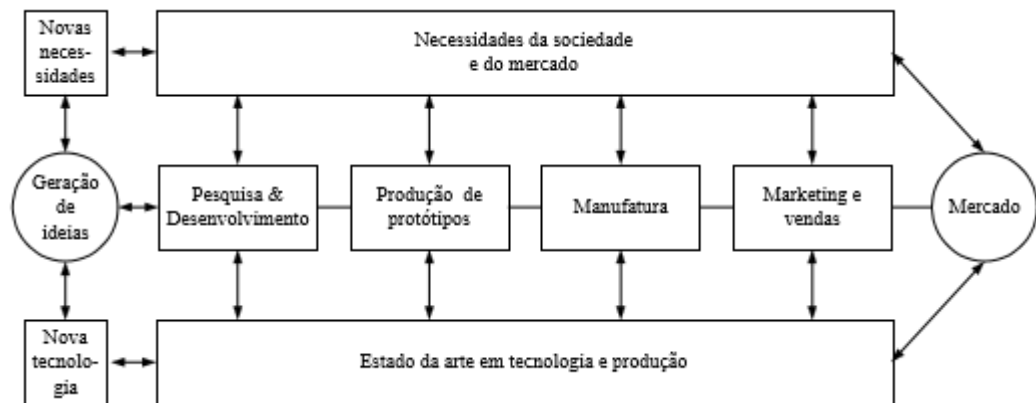 Novas
neces-
sidades
Necessidades da sociedade
e do mercado
Geração
de
ideias
Pesquisa &
Desenvolvimento
Produção de
protótipos
Manufatura
Marketing e
vendas
Mercado
Nova
tecnolo-
gia
Estado da arte em tecnologia e produção